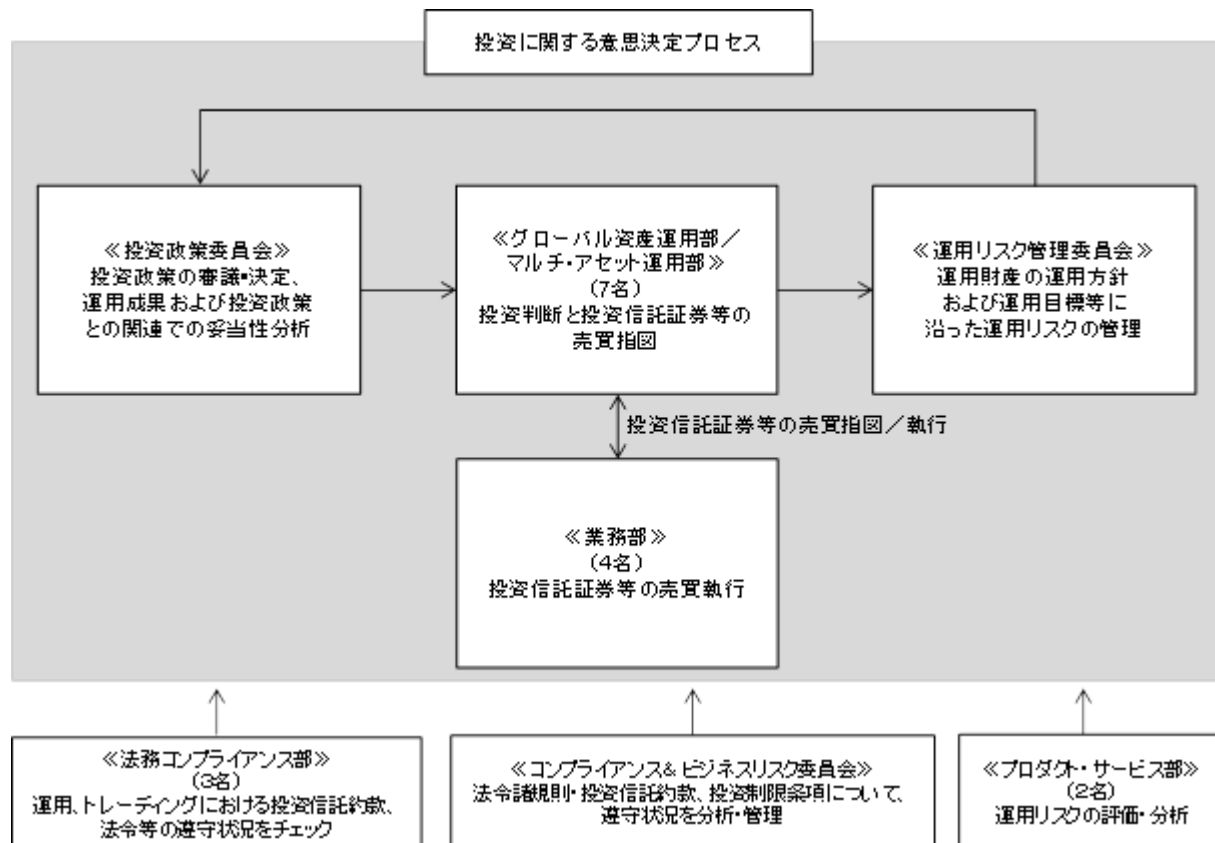 投資に関する意思決定プロセス
≪投資政策委員会≫
投資政策の審議・決定、
運用成果および投資政策
との関連での妥当性分析
≪グローバル資産運用部／
マルチ・アセット運用部≫
(7名)
投資判断と投資信託証券等の
売買指図
≪運用リスク管理委員会≫
運用財産の運用方針
および運用目標等に
沿った運用リスクの管理
投資信託証券等の売買指図／執行
≪業務部≫
(4名)
投資信託証券等の売買執行
≪法務コンプライアンス部≫
(3名)
運用、トレーディングにおける投資信託約款、
法令等の遵守状況をチェック
≪コンプライアンス&ビジネスリスク委員会≫
法令諸規則・投資信託約款、投資制限条項について、
遵守状況を分析・管理
≪プロダクト・サービス部≫
(2名)
運用リスクの評価・分析